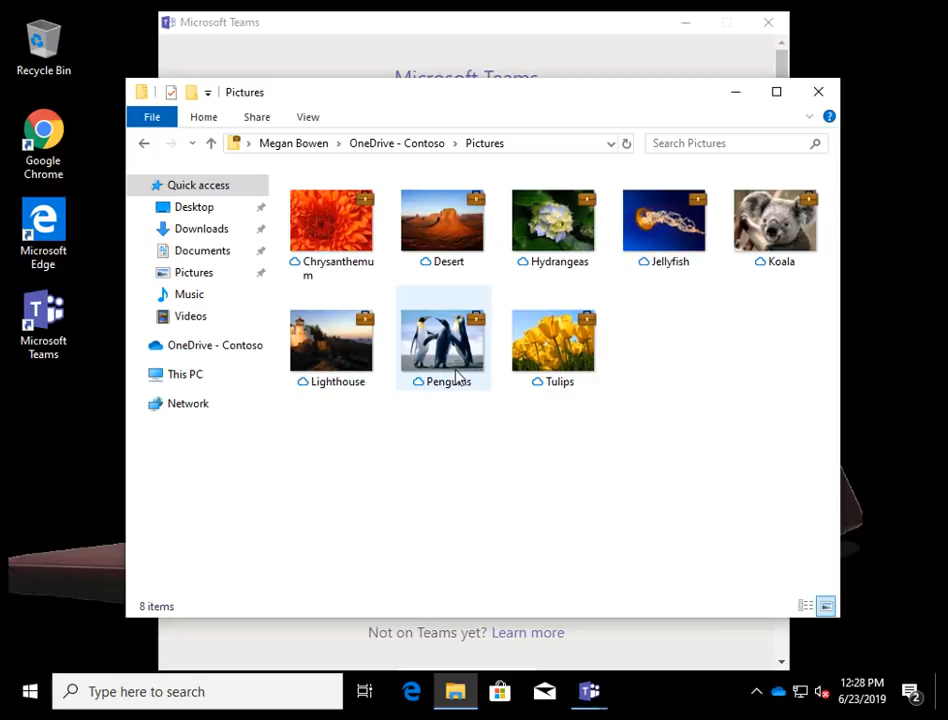 Recycle Bin
Google
Chrome
Microsoft
Edge
Microsoft
Teams
Microsoft Teams
Microsoft Teams
Pictures
File
Home
Share
View
Megan Bowen
OneDrive - Contoso
Pictures
Search Pictures
Quick access
Desktop
Downloads
Documents
Pictures
Music
Videos
OneDrive - Contoso
This PC
Network
Chrysanthemu
m
Desert
Hydrangeas
Jellyfish
Koala
Lighthouse
Penguins
Tulips
8 items
Not on Teams yet? Learn more
Type here to search
12:28 PM
6/23/2019
2